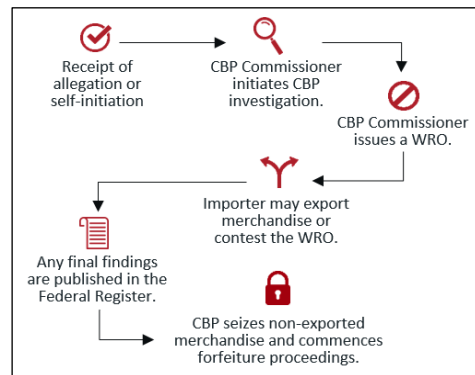 Receipt of
allegation or
self-initiation
CBP Commissioner
initiates CBP
investigation.
CBP Commissioner
issues a WRO.
Importer may export
merchandise or
contest the WRO.
Any final findings
are published in the
Federal Register.
CBP seizes non-exported
merchandise and commences
forfeiture proceedings.